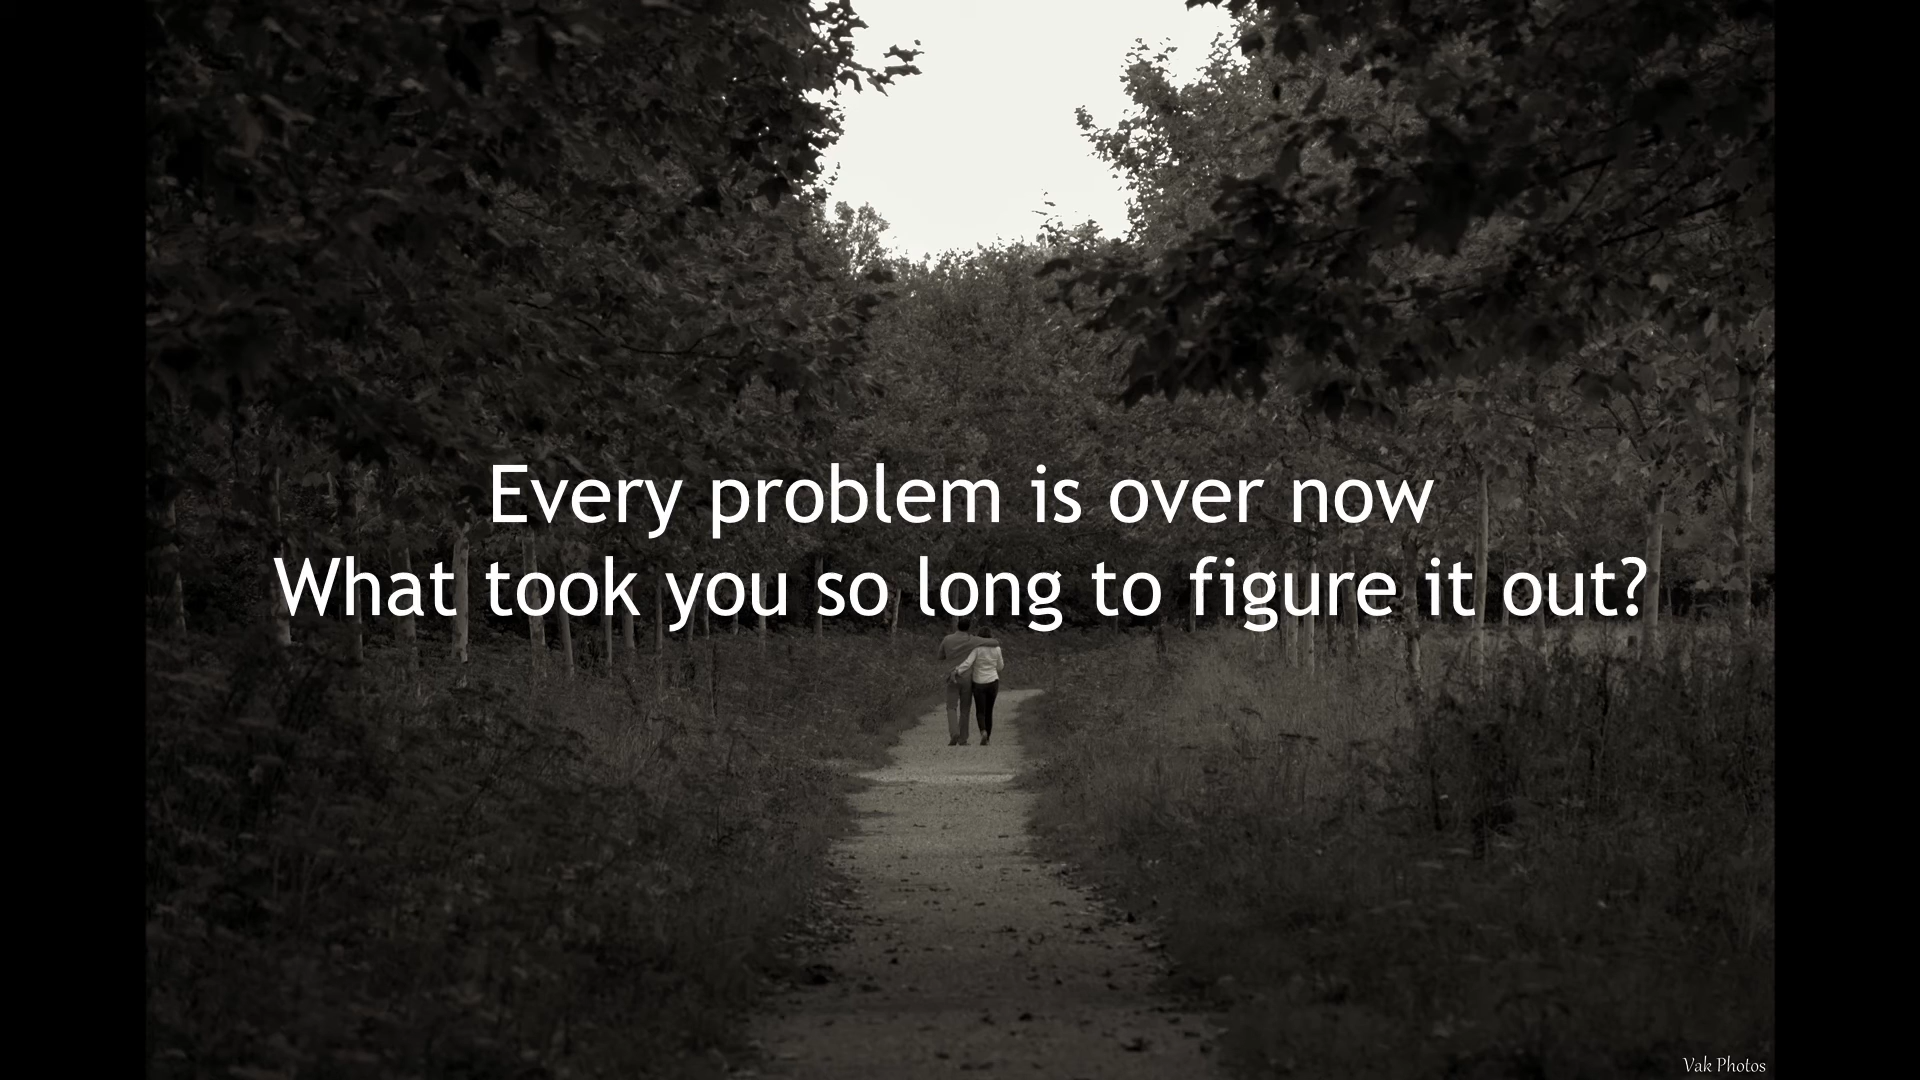 Every problem is over now
What took you so long to figure it out?
Vak Photos